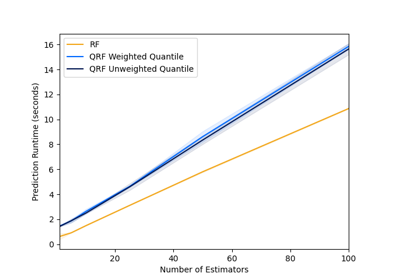 RF
QRF Weighted Quantile
QRF Unweighted Quantile
Prediction Runtime (seconds)
16
14
12
10
8
6
4
2
0
20 40 60 80 100
Number of Estimators